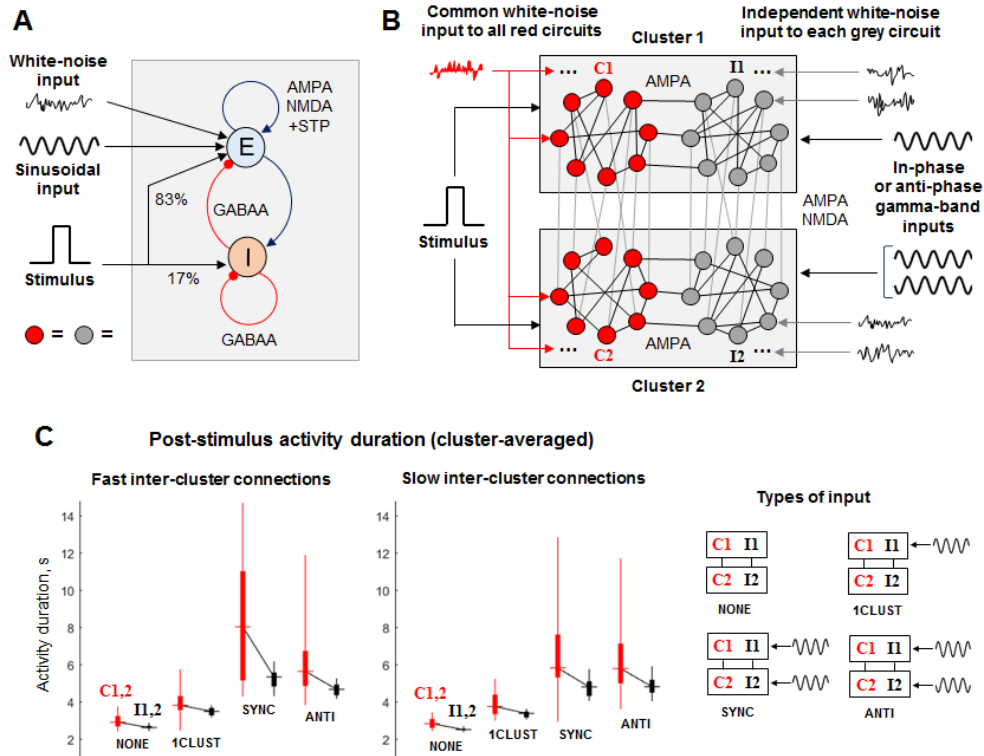 A
White-noise
input
Sinusoidal
input
Stimulus
83%
17%
E
I
AMPA
NMDA
+STP
GABAA
GABAA
= =
B
Common white-noise
input to all red circuits
Independent white-noise
input to each grey circuit
Cluster 1
... C1
AMPA
I1 ...
Stimulus
In-phase
or anti-phase
gamma-band
inputs
AMPA
NMDA
... C2
AMPA
I2 ...
Cluster 2
C
Post-stimulus activity duration (cluster-averaged)
Fast inter-cluster connections
Activity duration, s
14
12
10
8
6
4
2
C1,2
I1,2
NONE
1CLUST
SYNC
ANTI
Slow inter-cluster connections
14
12
10
8
6
4
2
C1,2
I1,2
NONE
1CLUST
SYNC
ANTI
Types of input
C1 I1
C2 I2
NONE
C1 I1
C2 I2
1CLUST
C1 I1
C2 I2
SYNC
C1 I1
C2 I2
ANTI